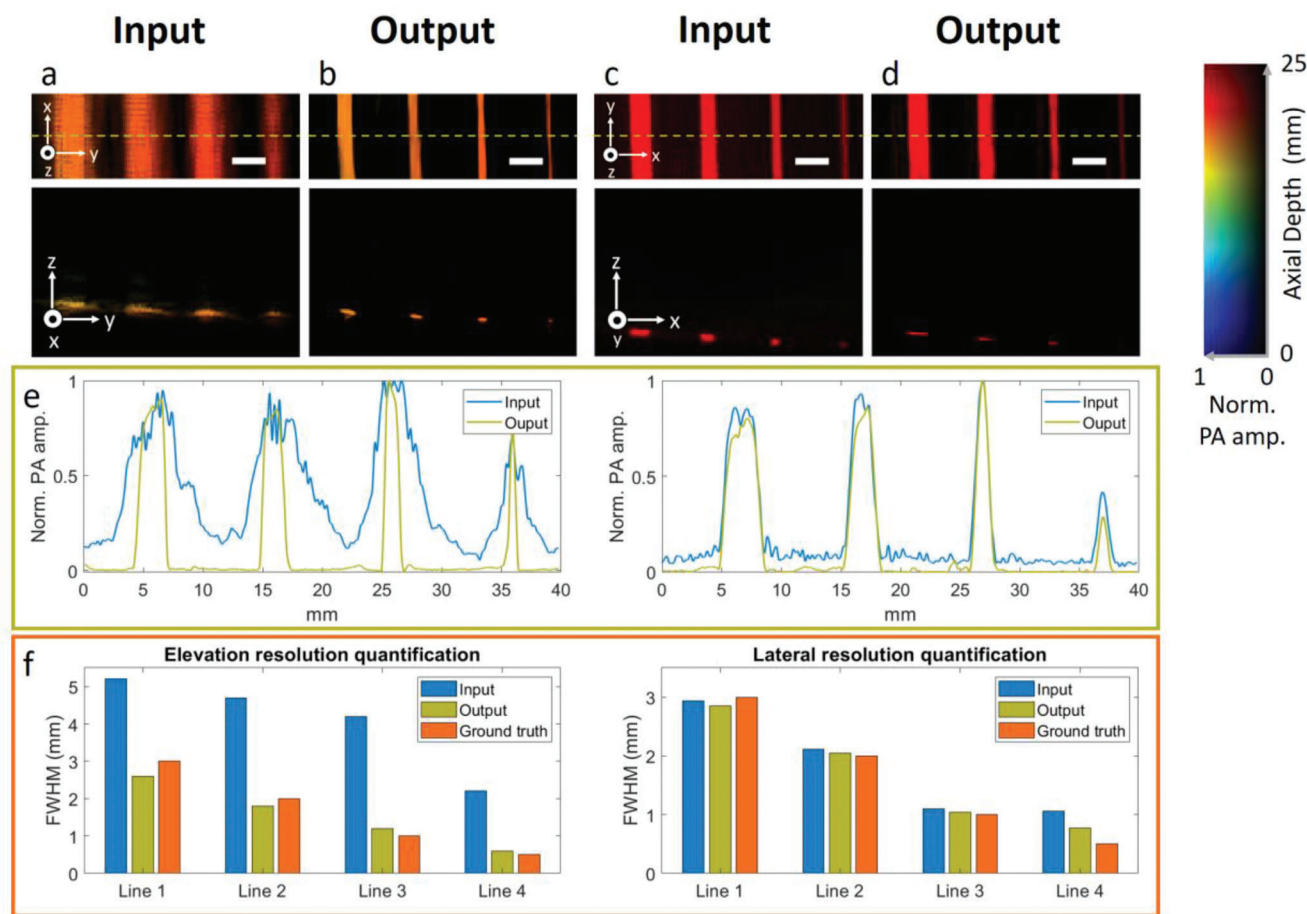 Input Output Input Output
a b c d
x y z
z y x
y x z
z x y
25
Axial Depth (mm)
0
1 0
Norm.
PA amp.
e
1
0.5
0
Norm. PA amp.
Input
Ouput
0 5 10 15 20 25 30 35 40
mm
1
0.5
0
Norm. PA amp.
Input
Ouput
0 5 10 15 20 25 30 35 40
mm
f
Elevation resolution quantification
5
4
3
2
1
0
FWHM (mm)
Input
Output
Ground truth
Line 1 Line 2 Line 3 Line 4
Lateral resolution quantification
3
2
1
0
FWHM (mm)
Input
Output
Ground truth
Line 1 Line 2 Line 3 Line 4